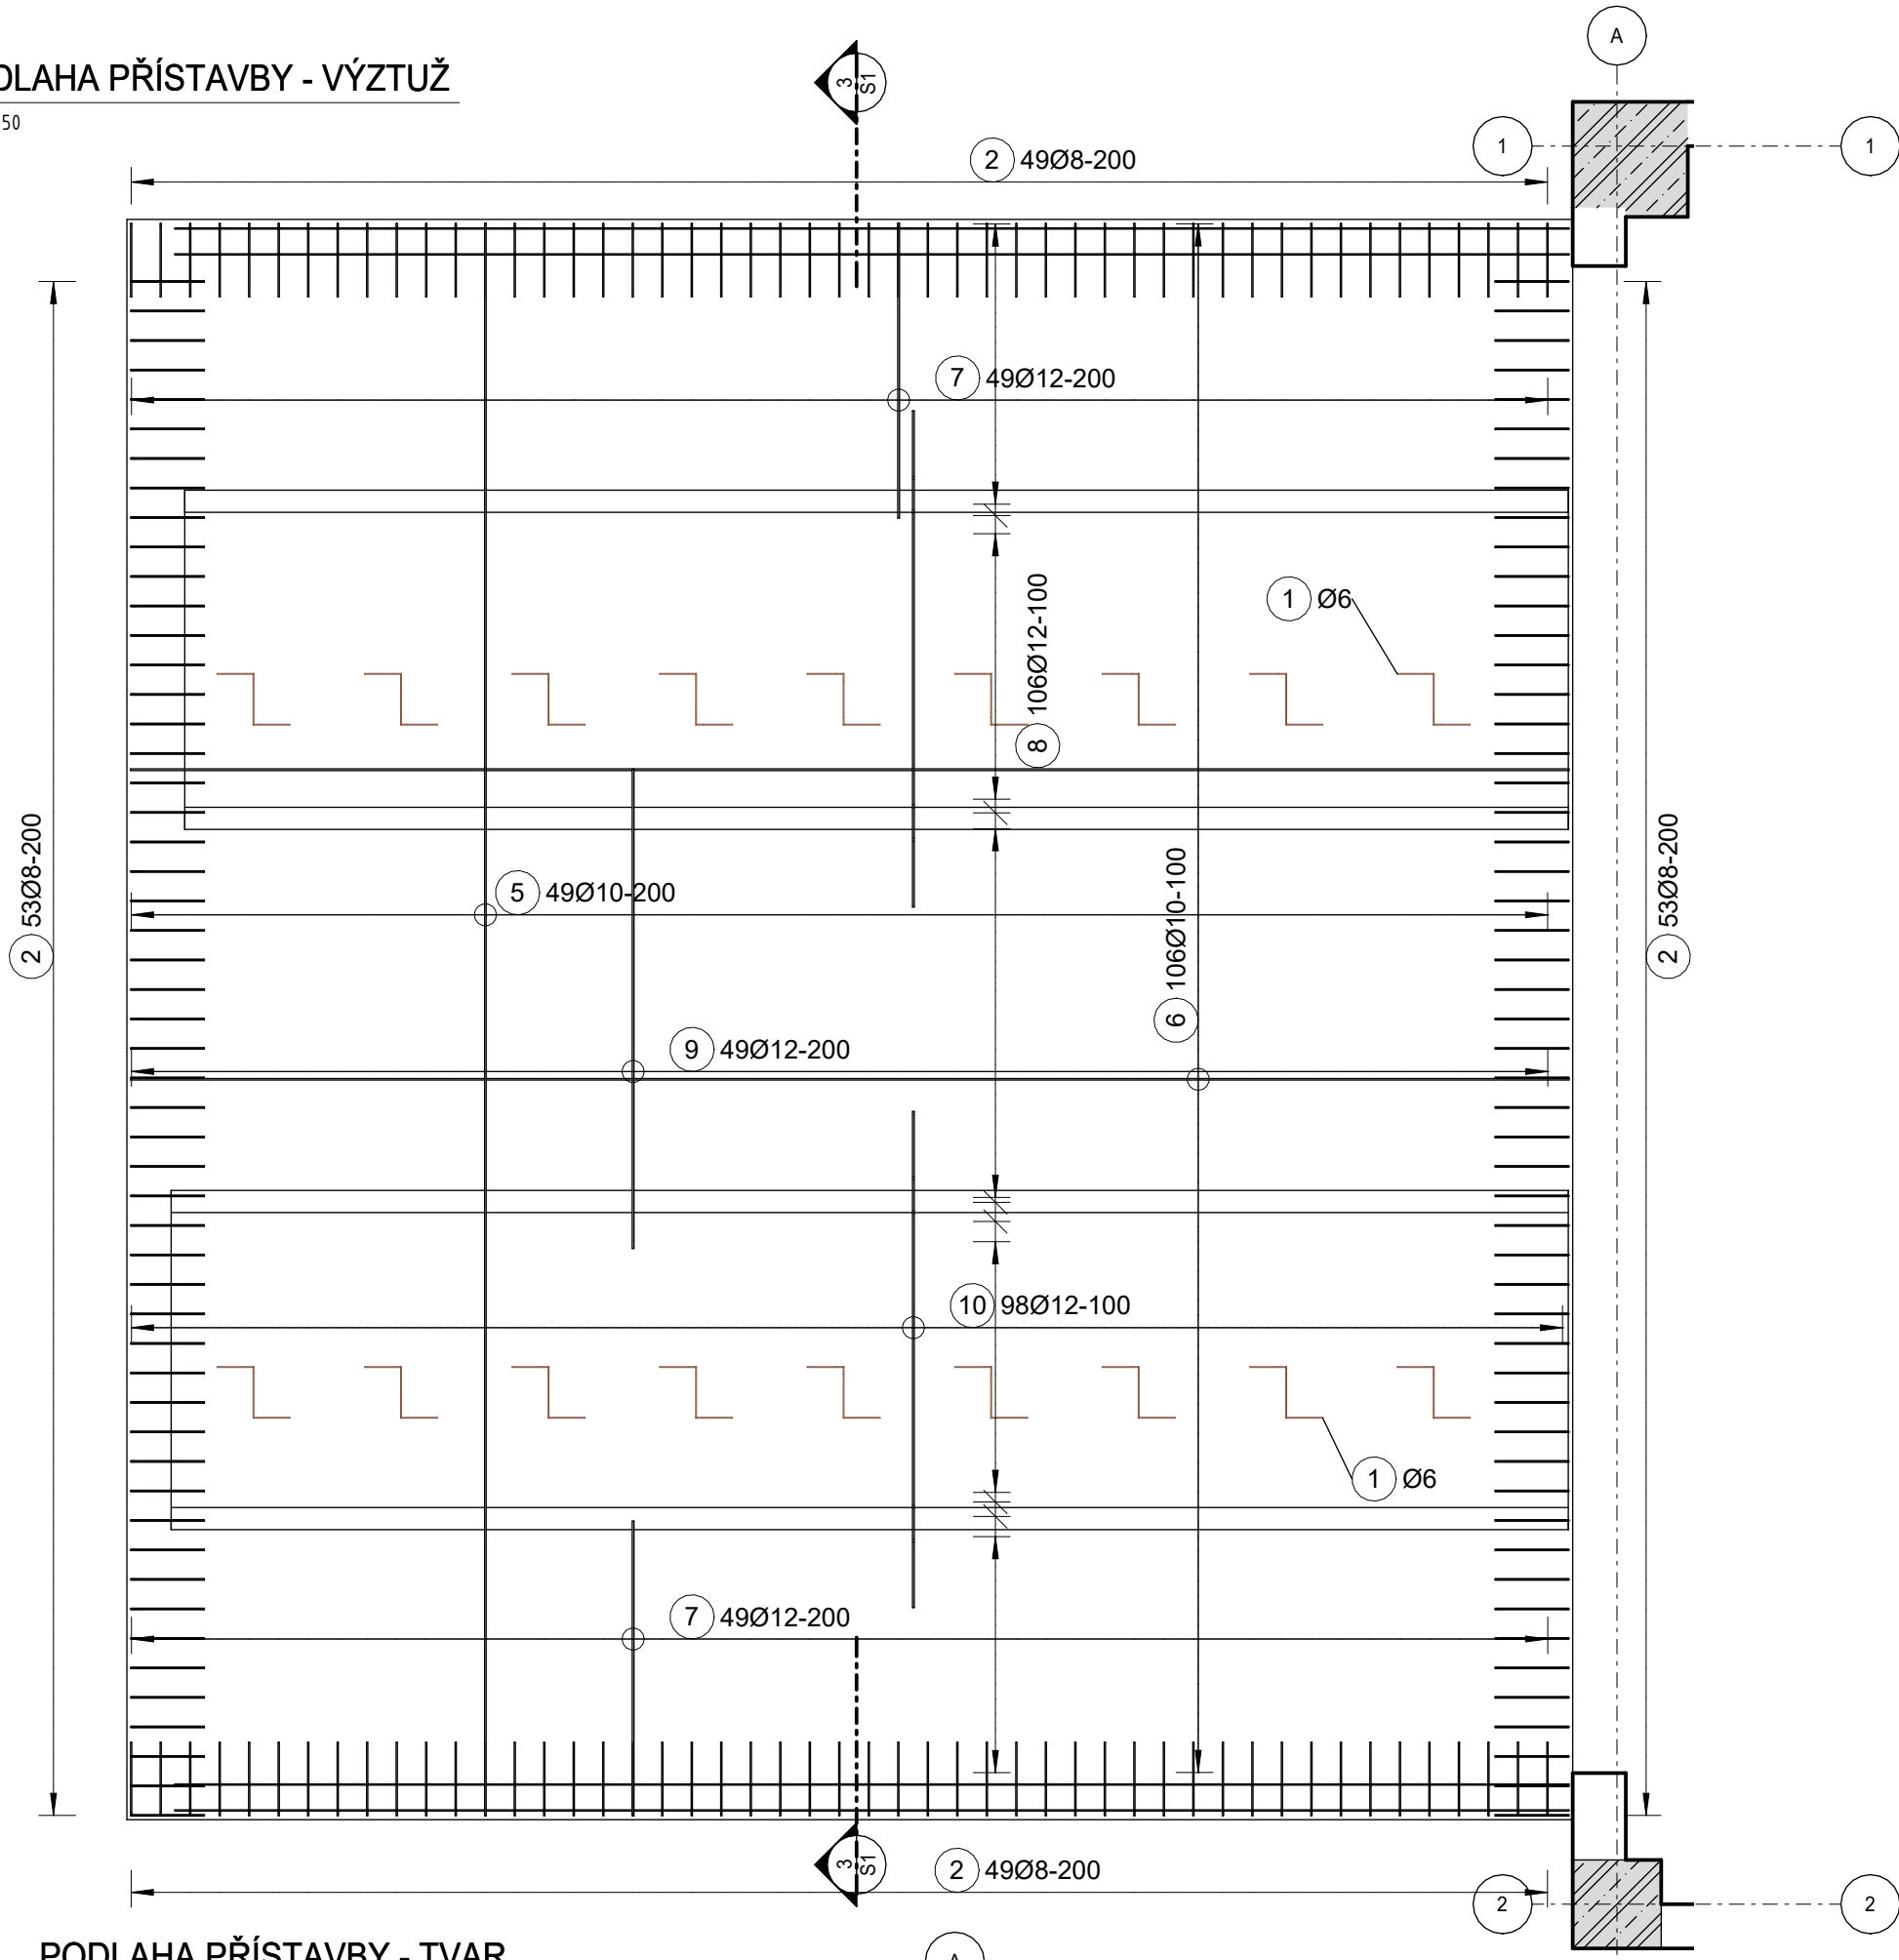 DLAHA PŘÍSTAVBY - VÝZTUŽ
50
A
3
S1
1
1
2 49Ø8-200
7 49Ø12-200
1 Ø6
8 106Ø12-100
2 53Ø8-200
2 53Ø8-200
5 49Ø10-200
6 106Ø10-100
9 49Ø12-200
10 98Ø12-100
1 Ø6
7 49Ø12-200
3
S1
2 49Ø8-200
2
2
PODLAHA PŘÍSTAVBY - TVAR
A